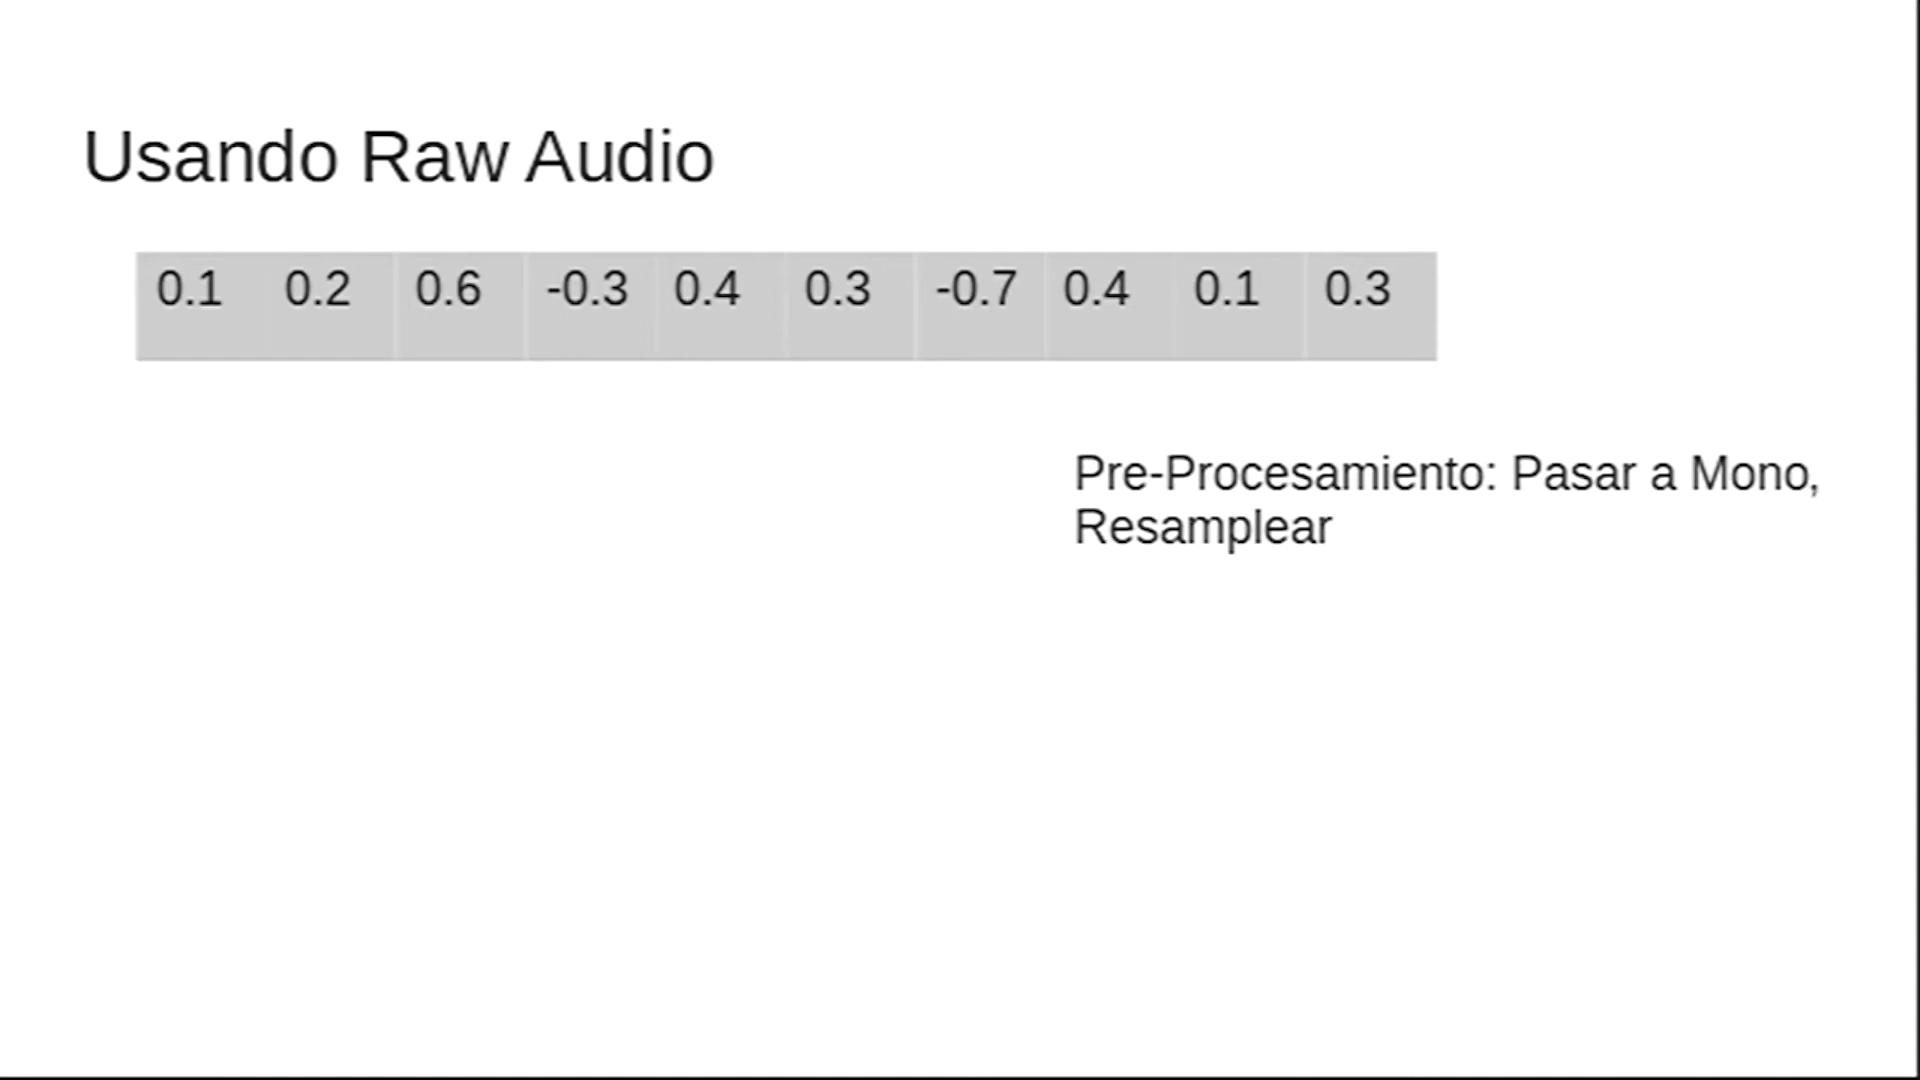 Usando Raw Audio
0.1 0.2 0.6 -0.3 0.4 0.3 -0.7 0.4 0.1 0.3
Pre-Procesamiento: Pasar a Mono,
Resamplear